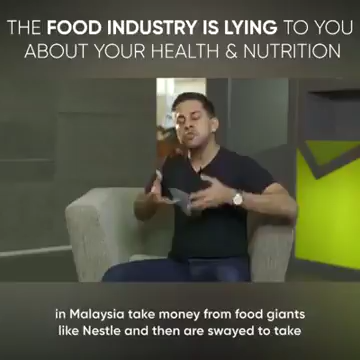 THE FOOD INDUSTRY IS LYING TO YOU
ABOUT YOUR HEALTH & NUTRITION
in Malaysia take money from food giants
like Nestle and then are swayed to take